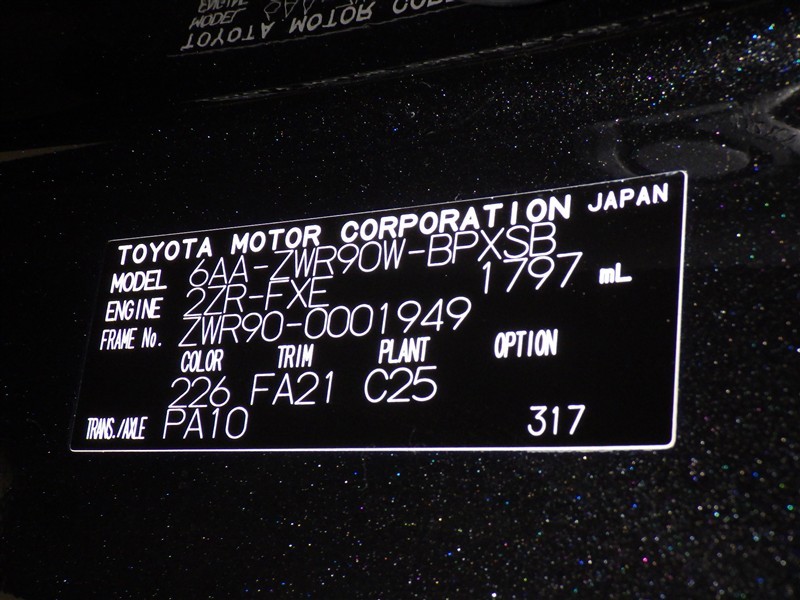 TOYOTA MOTOR CORPORATION JAPAN
MODEL 6AA-ZWR90W-BPXSB
ENGINE 2ZR-FXE 1797 mL
FRAME No. ZWR90-0001949
COLOR TRIM PLANT OPTION
226 FA21 C25
TRANS./AXLE PA10 317